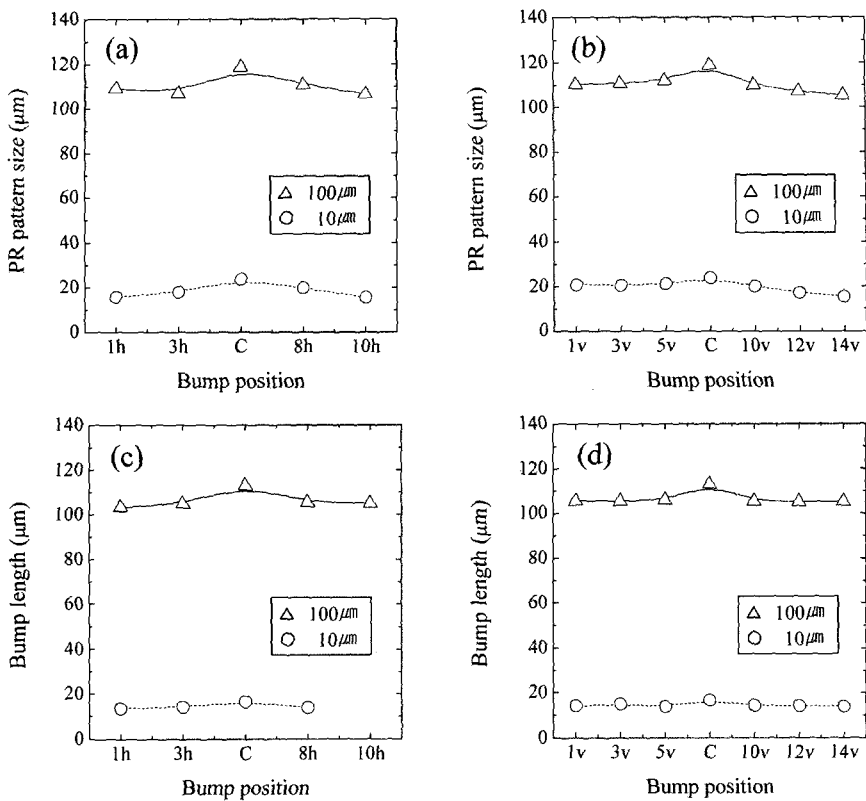 (a)
PR pattern size (μm)
140
120
100
80
60
40
20
0
△ 100㎛
○ 10㎛
1h 3h C 8h 10h
Bump position
(b)
PR pattern size (μm)
140
120
100
80
60
40
20
0
△ 100㎛
○ 10㎛
1v 3v 5v C 10v 12v 14v
Bump position
(c)
Bump length (μm)
140
120
100
80
60
40
20
0
△ 100㎛
○ 10㎛
1h 3h C 8h 10h
Bump position
(d)
Bump length (μm)
140
120
100
80
60
40
20
0
△ 100㎛
○ 10㎛
1v 3v 5v C 10v 12v 14v
Bump position